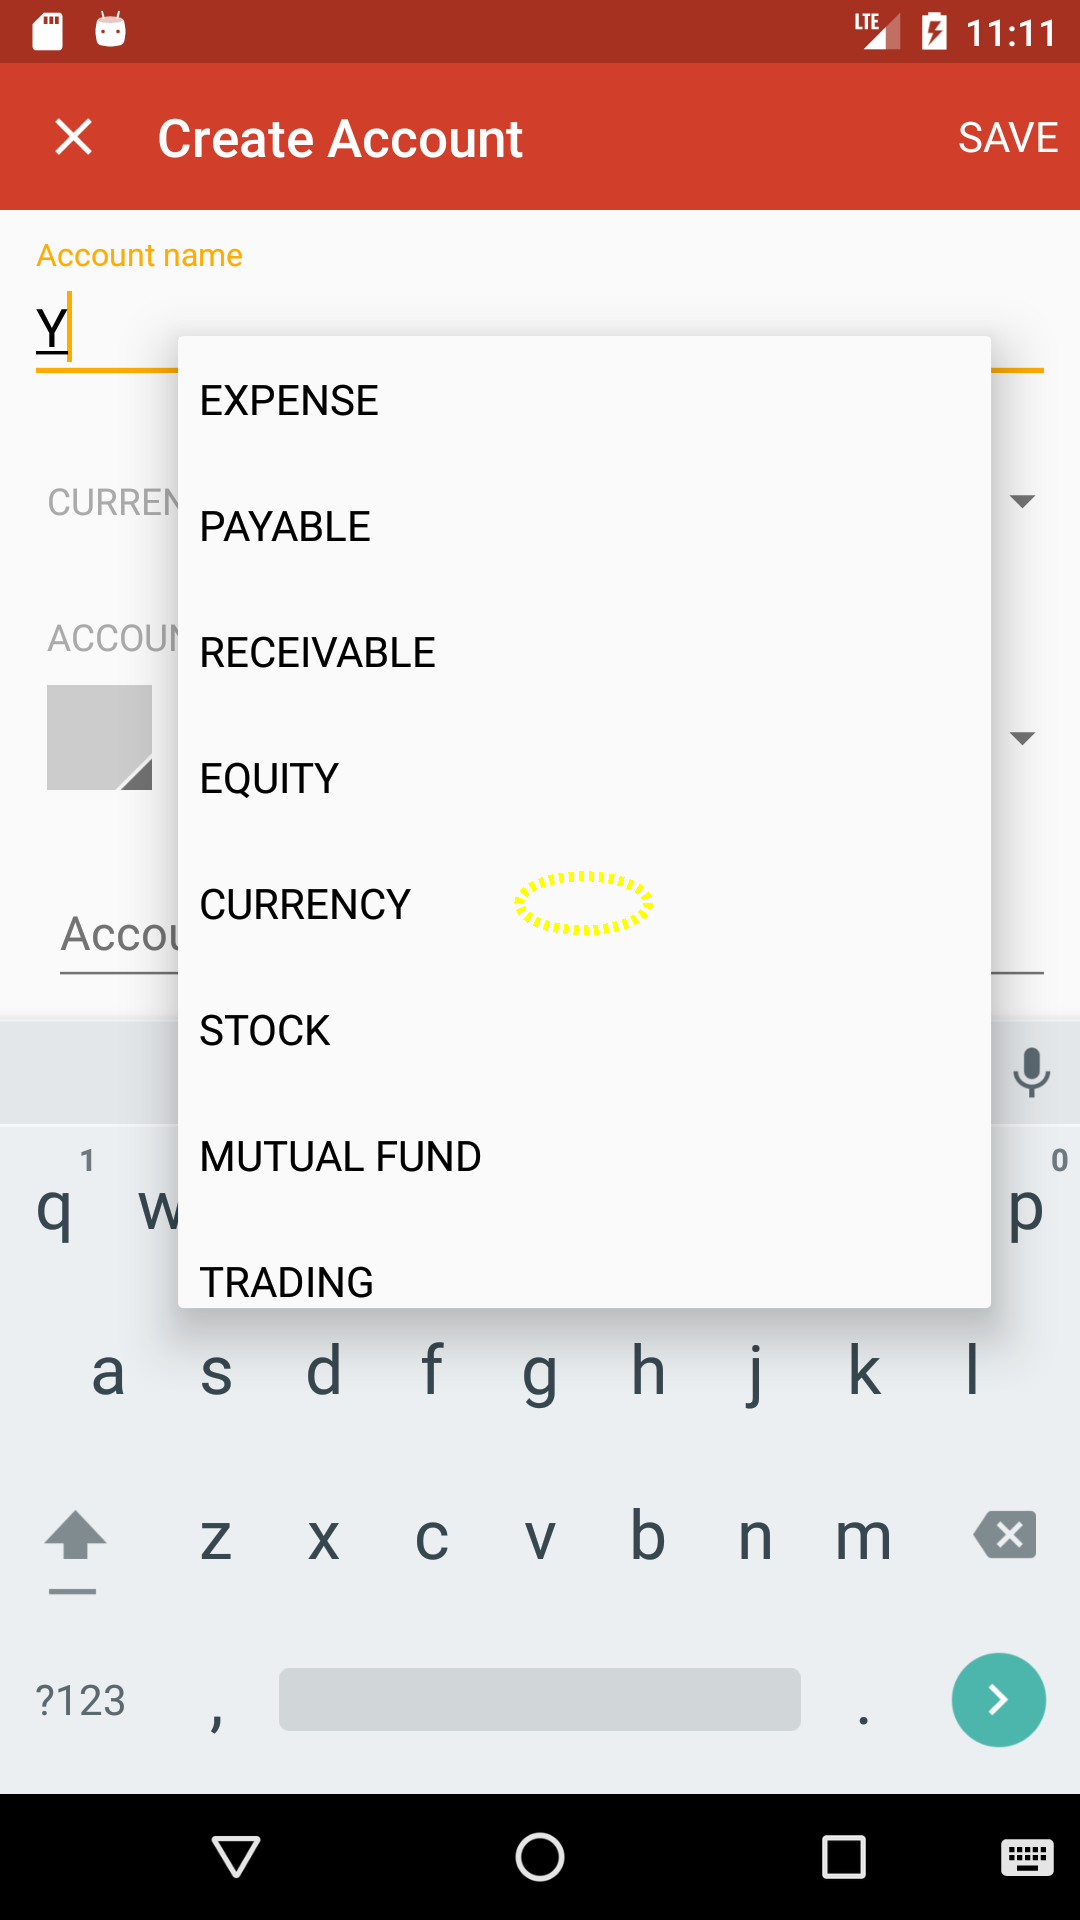 LTE 11:11
Create Account SAVE
Account name
Y
EXPENSE
CURREN
PAYABLE
ACCOUN
RECEIVABLE
EQUITY
CURRENCY
Accou
STOCK
MUTUAL FUND
1 0
q w p
TRADING
a s d f g h j k l
z x c v b n m
?123 , .